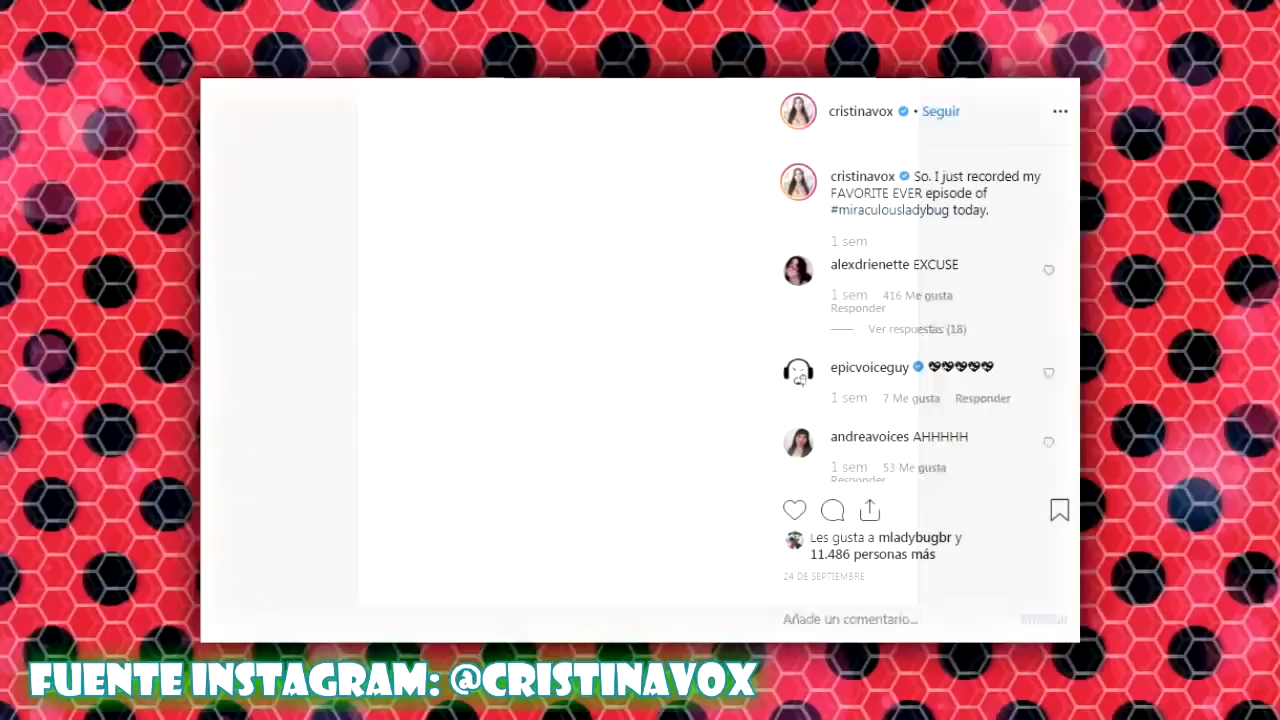 cristinavox • Seguir
cristinavox So. I just recorded my
FAVORITE EVER episode of
#miraculousladybug today.
1 sem
alexdrienette EXCUSE
1 sem 416 Me gusta
Responder
Ver respuestas (18)
epicvoiceguy
1 sem 7 Me gusta Responder
andreavoices AHHHHH
1 sem 53 Me gusta
Responder
Les gusta a mladybugbr y
11.486 personas más
24 DE SEPTIEMBRE
Añade un comentario...
FUENTE INSTAGRAM: @CRISTINAVOX